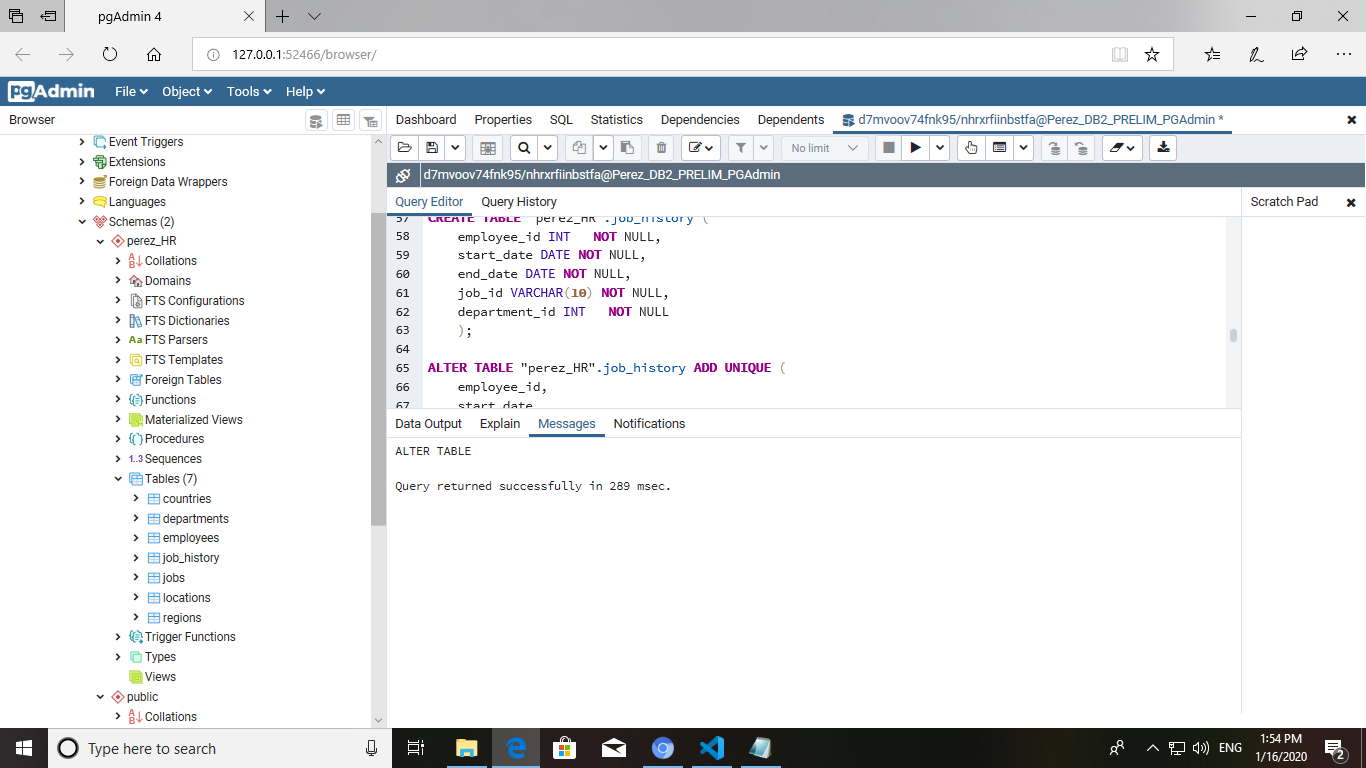 pgAdmin 4
127.0.0.1:52466/browser/
pgAdmin File Object Tools Help
Browser
Dashboard Properties SQL Statistics Dependencies Dependents d7mvoov74fnk95/nhrxrfiinbstfa@Perez_DB2_PRELIM_PGAdmin *
No limit
d7mvoov74fnk95/nhrxrfiinbstfa@Perez_DB2_PRELIM_PGAdmin
Query Editor Query History
Scratch Pad
Event Triggers
Extensions
Foreign Data Wrappers
Languages
Schemas (2)
perez_HR
Collations
Domains
FTS Configurations
FTS Dictionaries
FTS Parsers
FTS Templates
Foreign Tables
Functions
Materialized Views
Procedures
1..3 Sequences
Tables (7)
countries
departments
employees
job_history
jobs
locations
regions
Trigger Functions
Types
Views
public
Collations
57 CREATE TABLE "perez_HR".job_history (
58 employee_id INT NOT NULL,
59 start_date DATE NOT NULL,
60 end_date DATE NOT NULL,
61 job_id VARCHAR(10) NOT NULL,
62 department_id INT NOT NULL
63 );
64
65 ALTER TABLE "perez_HR".job_history ADD UNIQUE (
66 employee_id,
67 start_date
Data Output Explain Messages Notifications
ALTER TABLE
Query returned successfully in 289 msec.
Type here to search
ENG
1:54 PM
1/16/2020
2